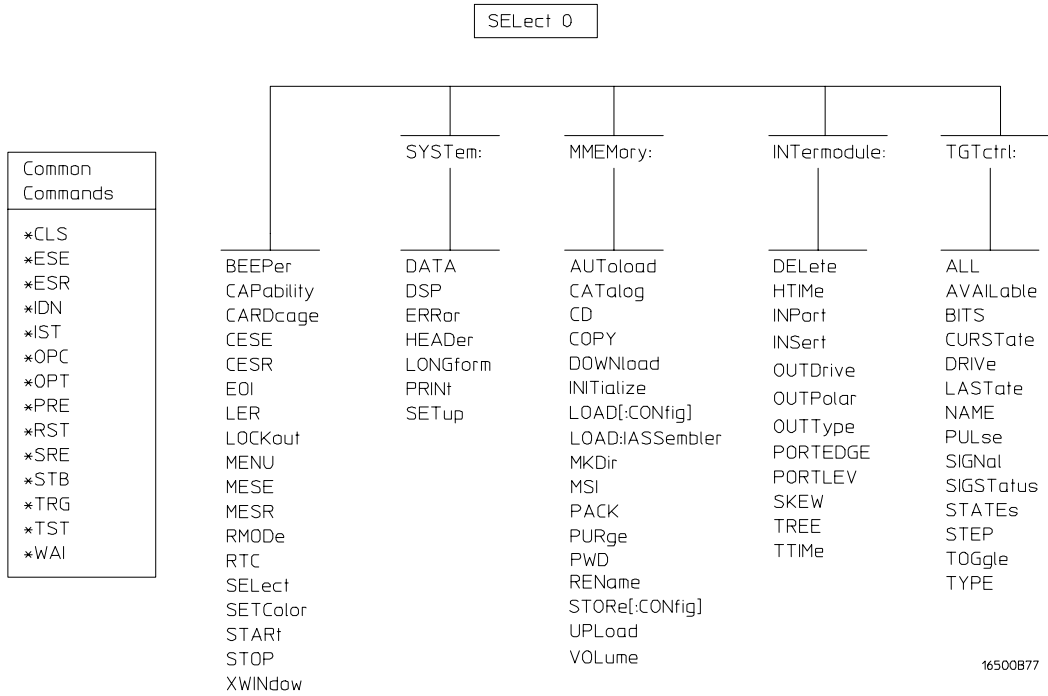 SELect 0
Common
Commands
*CLS
*ESE
*ESR
*IDN
*IST
*OPC
*OPT
*PRE
*RST
*SRE
*STB
*TRG
*TST
*WAI
BEEPer
CAPability
CARDcage
CESE
CESR
EOI
LER
LOCKout
MENU
MESE
MESR
RMODe
RTC
SELect
SETColor
STARt
STOP
XWINdow
SYSTem:
DATA
DSP
ERRor
HEADer
LONGform
PRINt
SETup
MMEMory:
AUToload
CATalog
CD
COPY
DOWNload
INITialize
LOAD[:CONfig]
LOAD:IASSembler
MKDir
MSI
PACK
PURge
PWD
REName
STORe[:CONfig]
UPLoad
VOLume
INTermodule:
DELete
HTIMe
INPort
INSert
OUTDrive
OUTPolar
OUTType
PORTEDGE
PORTLEV
SKEW
TREE
TTIMe
TGTctrl:
ALL
AVAILable
BITS
CURSTate
DRIVe
LASTate
NAME
PULse
SIGNal
SIGSTatus
STATEs
STEP
TOGgle
TYPE
16500B77